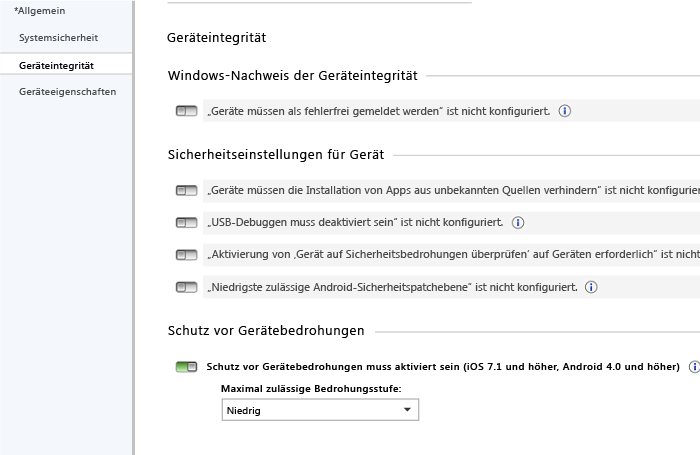 *Allgemein
Systemsicherheit
Geräteintegrität
Geräteeigenschaften
Geräteintegrität
Windows-Nachweis der Geräteintegrität
„Geräte müssen als fehlerfrei gemeldet werden“ ist nicht konfiguriert.
Sicherheitseinstellungen für Gerät
„Geräte müssen die Installation von Apps aus unbekannten Quellen verhindern“ ist nicht konfigurier
„USB-Debuggen muss deaktiviert sein“ ist nicht konfiguriert.
„Aktivierung von ‚Gerät auf Sicherheitsbedrohungen überprüfen‘ auf Geräten erforderlich“ ist nicht
„Niedrigste zulässige Android-Sicherheitspatchebene“ ist nicht konfiguriert.
Schutz vor Gerätebedrohungen
Schutz vor Gerätebedrohungen muss aktiviert sein (iOS 7.1 und höher, Android 4.0 und höher)
Maximal zulässige Bedrohungsstufe:
Niedrig